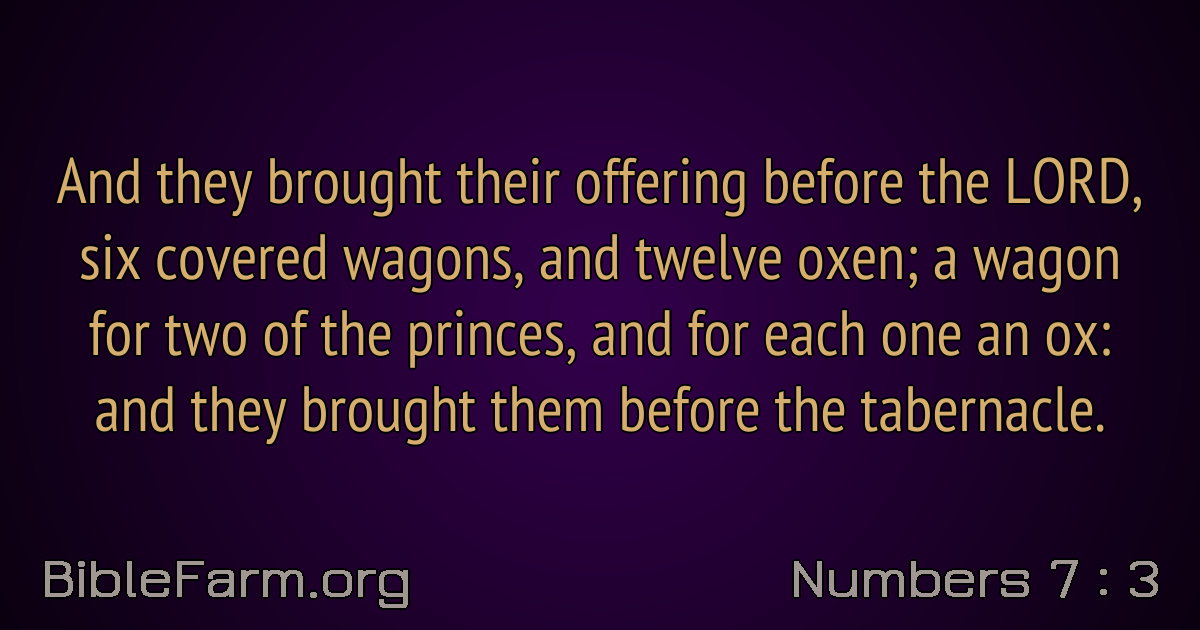 And they brought their offering before the LORD,
six covered wagons, and twelve oxen; a wagon
for two of the princes, and for each one an ox:
and they brought them before the tabernacle.
BibleFarm.org
Numbers 7 : 3